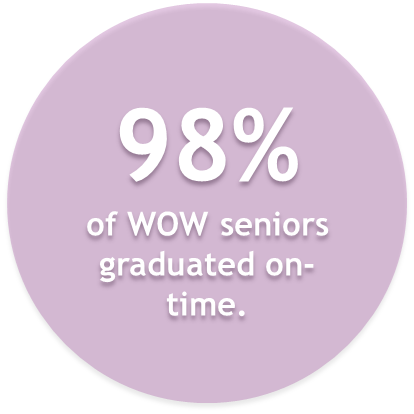 98%
of WOW seniors
graduated on-
time.